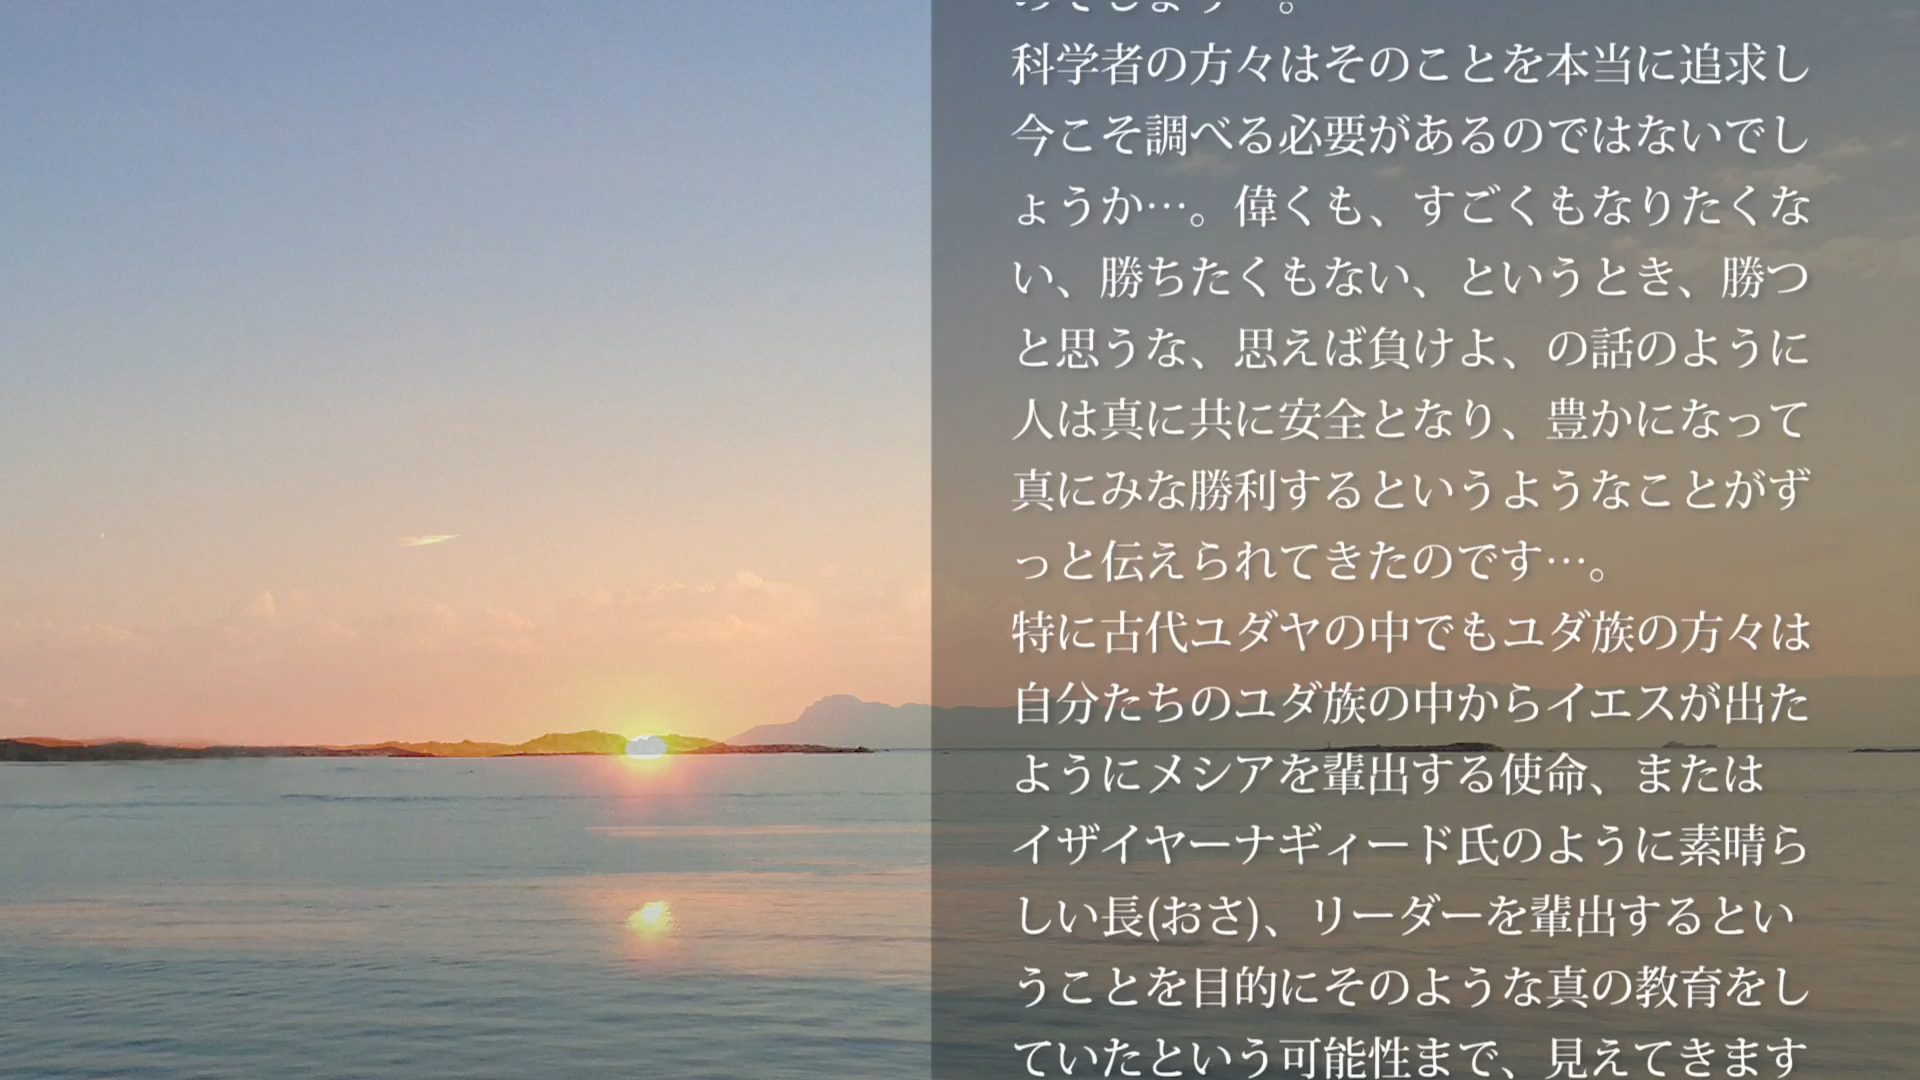 科学者の方々はそのことを本当に追求し
今こそ調べる必要があるのではないでし
ょうか…。偉くも、すごくもなりたくな
い、勝ちたくもない、というとき、勝つ
と思うな、思えば負けよ、の話のように
人は真に共に安全となり、豊かになって
真にみな勝利するというようなことがず
っと伝えられてきたのです…。
特に古代ユダヤの中でもユダ族の方々は
自分たちのユダ族の中からイエスが出た
ようにメシアを輩出する使命、または
イザイヤーナギィード氏のように素晴ら
しい長(おさ)、リーダーを輩出するとい
うことを目的にそのような真の教育をし
ていたという可能性まで、見えてきます